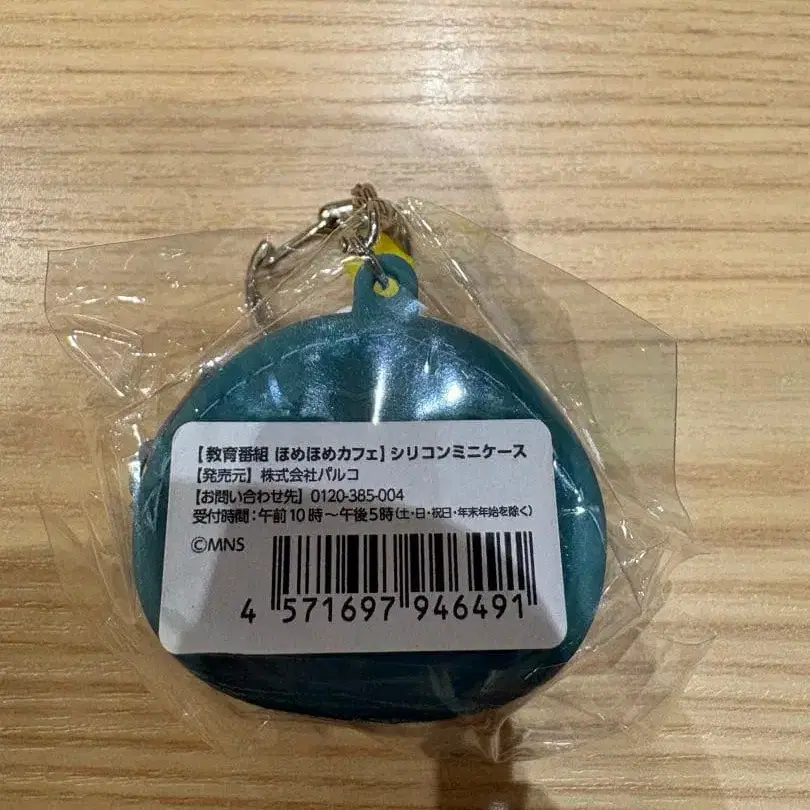 【教育番組 ほめほめカフェ】シリコンミニケース
【発売元】株式会社パルコ
【お問い合わせ先】0120-385-004
受付時間：午前10時～午後5時(土・日・祝日・年末年始を除く)
©MNS
4 571697 946491